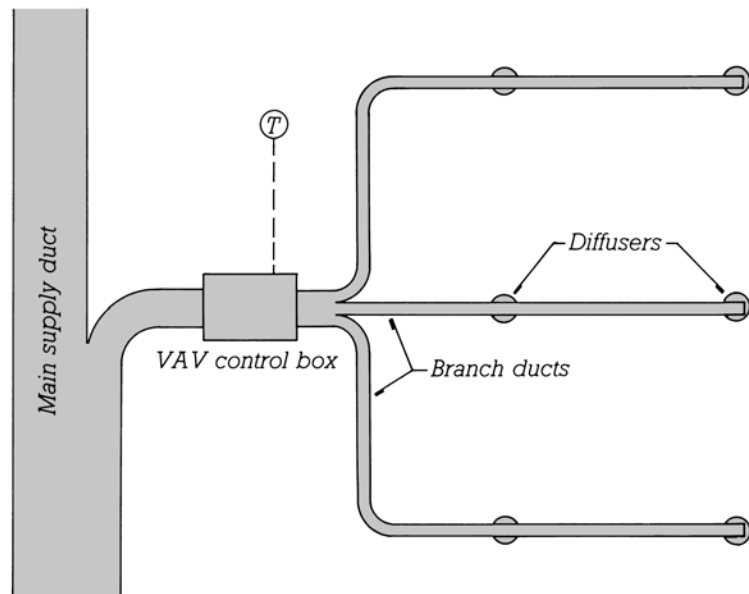 T
Diffusers
Main supply duct
VAV control box
Branch ducts